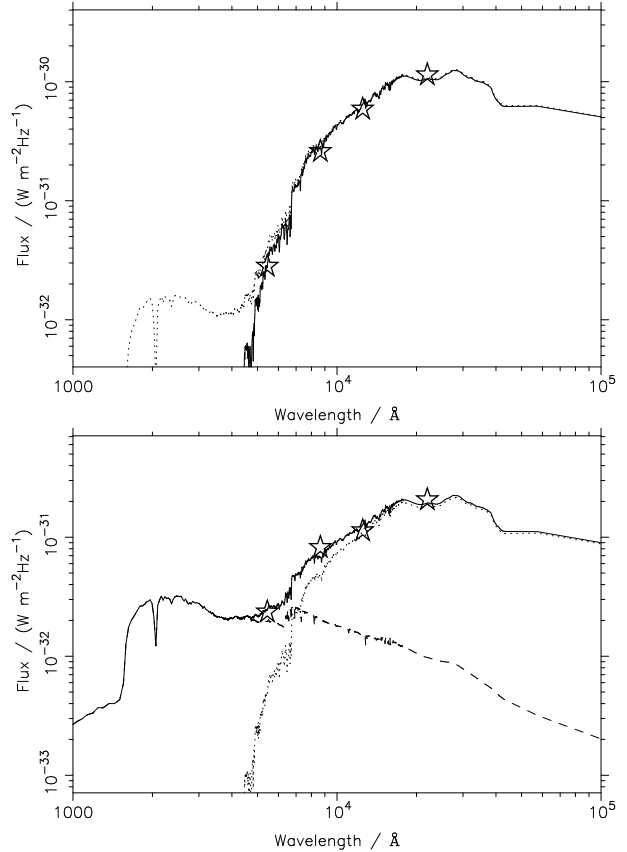 10⁻³⁰
10⁻³¹
10⁻³²
Flux / (W m⁻²Hz⁻¹)
1000 10⁴ 10⁵
Wavelength / Å
10⁻³¹
10⁻³²
10⁻³³
Flux / (W m⁻²Hz⁻¹)
1000 10⁴ 10⁵
Wavelength / Å